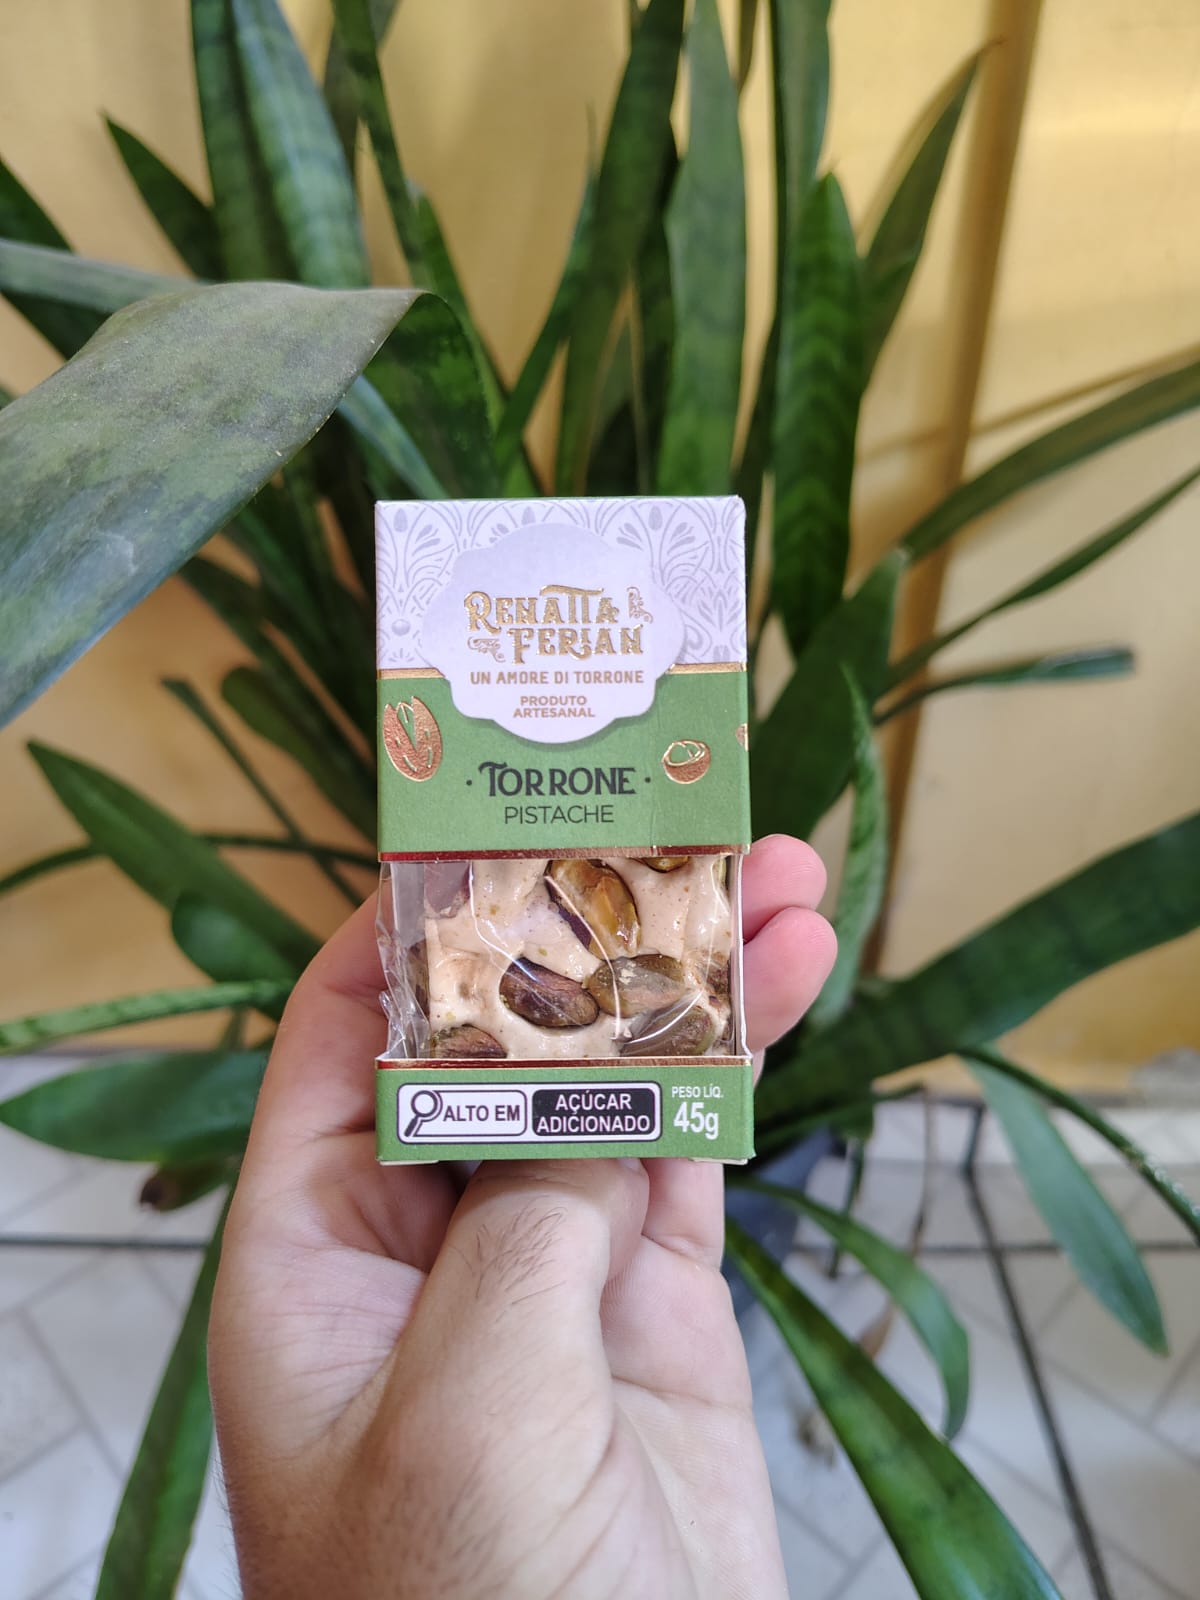 RENATTA
FERIAN
UN AMORE DI TORRONE
PRODUTO
ARTESANAL
· TORRONE ·
PISTACHE
ALTO EM
AÇÚCAR
ADICIONADO
PESO LÍQ.
45g